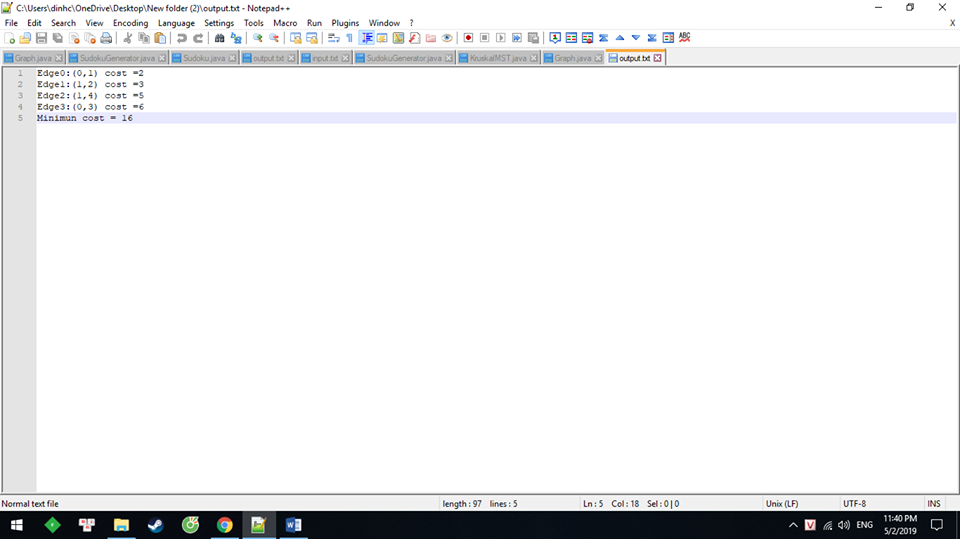 C:\Users\dinhc\OneDrive\Desktop\New folder (2)\output.txt - Notepad++
File Edit Search View Encoding Language Settings Tools Macro Run Plugins Window ? X
Graph.java SudokuGenerator.java Sudoku.java output.txt input.txt SudokuGenerator.java KruskalMST.java Graph.java output.txt
1 Edge0:(0,1) cost =2
2 Edge1:(1,2) cost =3
3 Edge2:(1,4) cost =5
4 Edge3:(0,3) cost =6
5 Minimun cost = 16
Normal text file length : 97 lines : 5 Ln : 5 Col : 18 Sel : 0 | 0 Unix (LF) UTF-8 INS
ENG
11:40 PM
5/2/2019